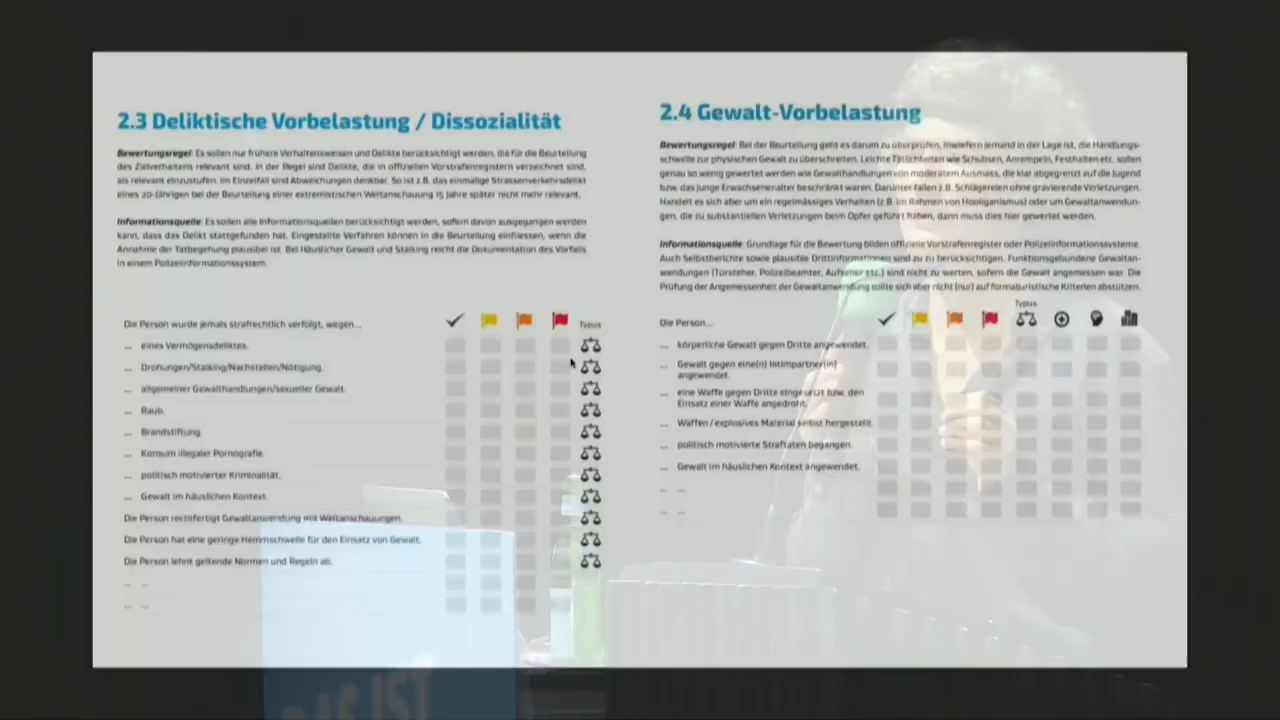 2.3 Deliktische Vorbelastung / Dissozialität
Bewertungsregel: Es sollen nur frühere Verhaltensweisen und Delikte berücksichtigt werden, die für die Beurteilung
des Zielverhaltens relevant sind. In der Regel sind Delikte, die in offiziellen Vorstrafenregistern verzeichnet sind,
als relevant einzustufen. Im Einzelfall sind Abweichungen denkbar. So ist z.B. das einmalige Strassenverkehrsdelikt
eines 20-Jährigen bei der Beurteilung einer extremistischen Weltanschauung 15 Jahre später nicht mehr relevant.
Informationsquelle: Es sollen alle Informationsquellen berücksichtigt werden, sofern davon ausgegangen werden
kann, dass das Delikt stattgefunden hat. Eingestellte Verfahren können in die Beurteilung einfliessen, wenn die
Annahme der Tatbegehung plausibel ist. Bei Häuslicher Gewalt und Stalking reicht die Dokumentation des Vorfalls
in einem Polizeiinformationssystem.
Die Person wurde jemals strafrechtlich verfolgt, wegen...
Typus
... eines Vermögensdeliktes.
... Drohungen/Stalking/Nachstellen/Nötigung.
... allgemeiner Gewalthandlungen/sexueller Gewalt.
... Raub.
... Brandstiftung.
... Konsum illegaler Pornografie.
... politisch motivierter Kriminalität.
... Gewalt im häuslichen Kontext.
Die Person rechtfertigt Gewaltanwendung mit Weltanschauungen.
Die Person hat eine geringe Hemmschwelle für den Einsatz von Gewalt.
Die Person lehnt geltende Normen und Regeln ab.
... ...
... ...
2.4 Gewalt-Vorbelastung
Bewertungsregel: Bei der Beurteilung geht es darum zu überprüfen, inwiefern jemand in der Lage ist, die Handlungs-
schwelle zur physischen Gewalt zu überschreiten. Leichte Tätlichkeiten wie Schubsen, Anrempeln, Festhalten etc. sollen
genau so wenig gewertet werden wie Gewalthandlungen von moderatem Ausmass, die klar abgegrenzt auf die Jugend
bzw. das junge Erwachsenenalter beschränkt waren. Darunter fallen z.B. Schlägereien ohne gravierende Verletzungen.
Handelt es sich aber um ein regelmässiges Verhalten (z.B. im Rahmen von Hooliganismus) oder um Gewaltanwendun-
gen, die zu substantiellen Verletzungen beim Opfer geführt haben, dann muss dies hier gewertet werden.
Informationsquelle: Grundlage für die Bewertung bilden offizielle Vorstrafenregister oder Polizeiinformationssysteme.
Auch Selbstberichte sowie plausible Drittinformationen sind zu zu berücksichtigen. Funktionsgebundene Gewaltan-
wendungen (Türsteher, Polizeibeamter, Aufseher etc.) sind nicht zu werten, sofern die Gewalt angemessen war. Die
Prüfung der Angemessenheit der Gewaltanwendung sollte sich aber nicht (nur) auf formaljuristische Kriterien abstützen.
Typus
Die Person...
... körperliche Gewalt gegen Dritte angewendet.
... Gewalt gegen eine(n) Intimpartner(in)
angewendet.
... eine Waffe gegen Dritte eingesetzt bzw. den
Einsatz einer Waffe angedroht.
... Waffen/explosives Material selbst hergestellt.
... politisch motivierte Straftaten begangen.
... Gewalt im häuslichen Kontext angewendet.
... ...
... ...
DAS IST